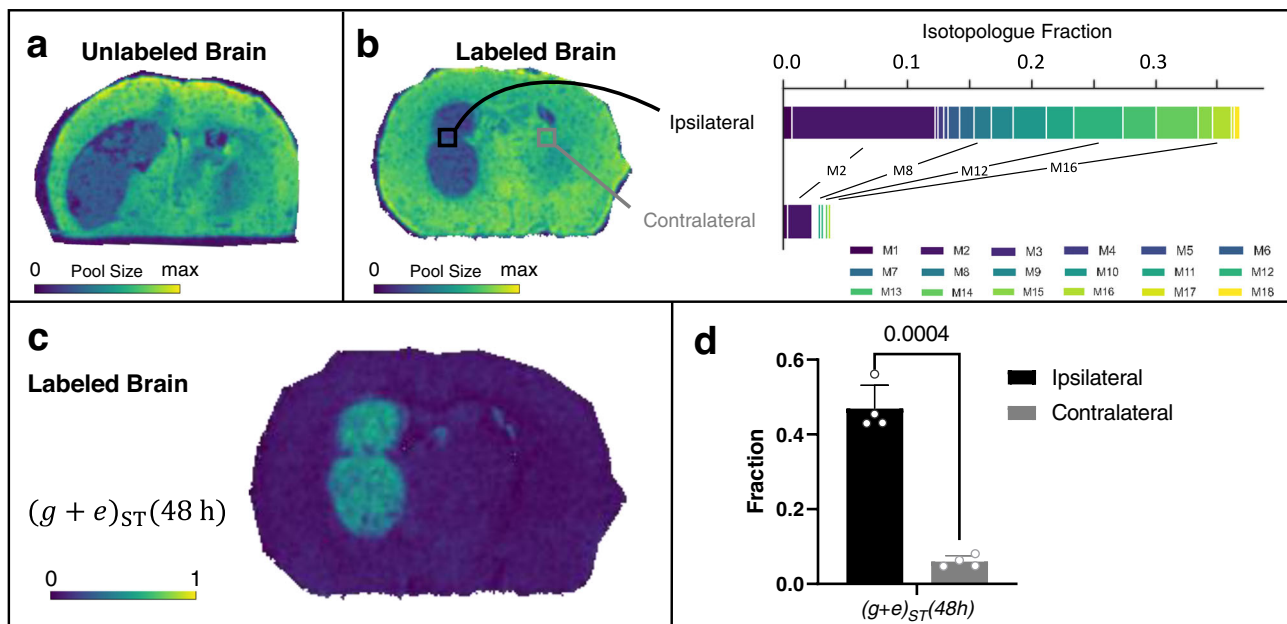 a
Unlabeled Brain
0 Pool Size max
b
Labeled Brain
0 Pool Size max
Ipsilateral
Contralateral
Isotopologue Fraction
0.0 0.1 0.2 0.3
M2 M8 M12 M16
M1 M2 M3 M4 M5 M6
M7 M8 M9 M10 M11 M12
M13 M14 M15 M16 M17 M18
c
Labeled Brain
(g + e)ST(48 h)
0 1
d
0.0004
0.6
0.4
0.2
0.0
Fraction
(g+e)ST(48h)
Ipsilateral
Contralateral